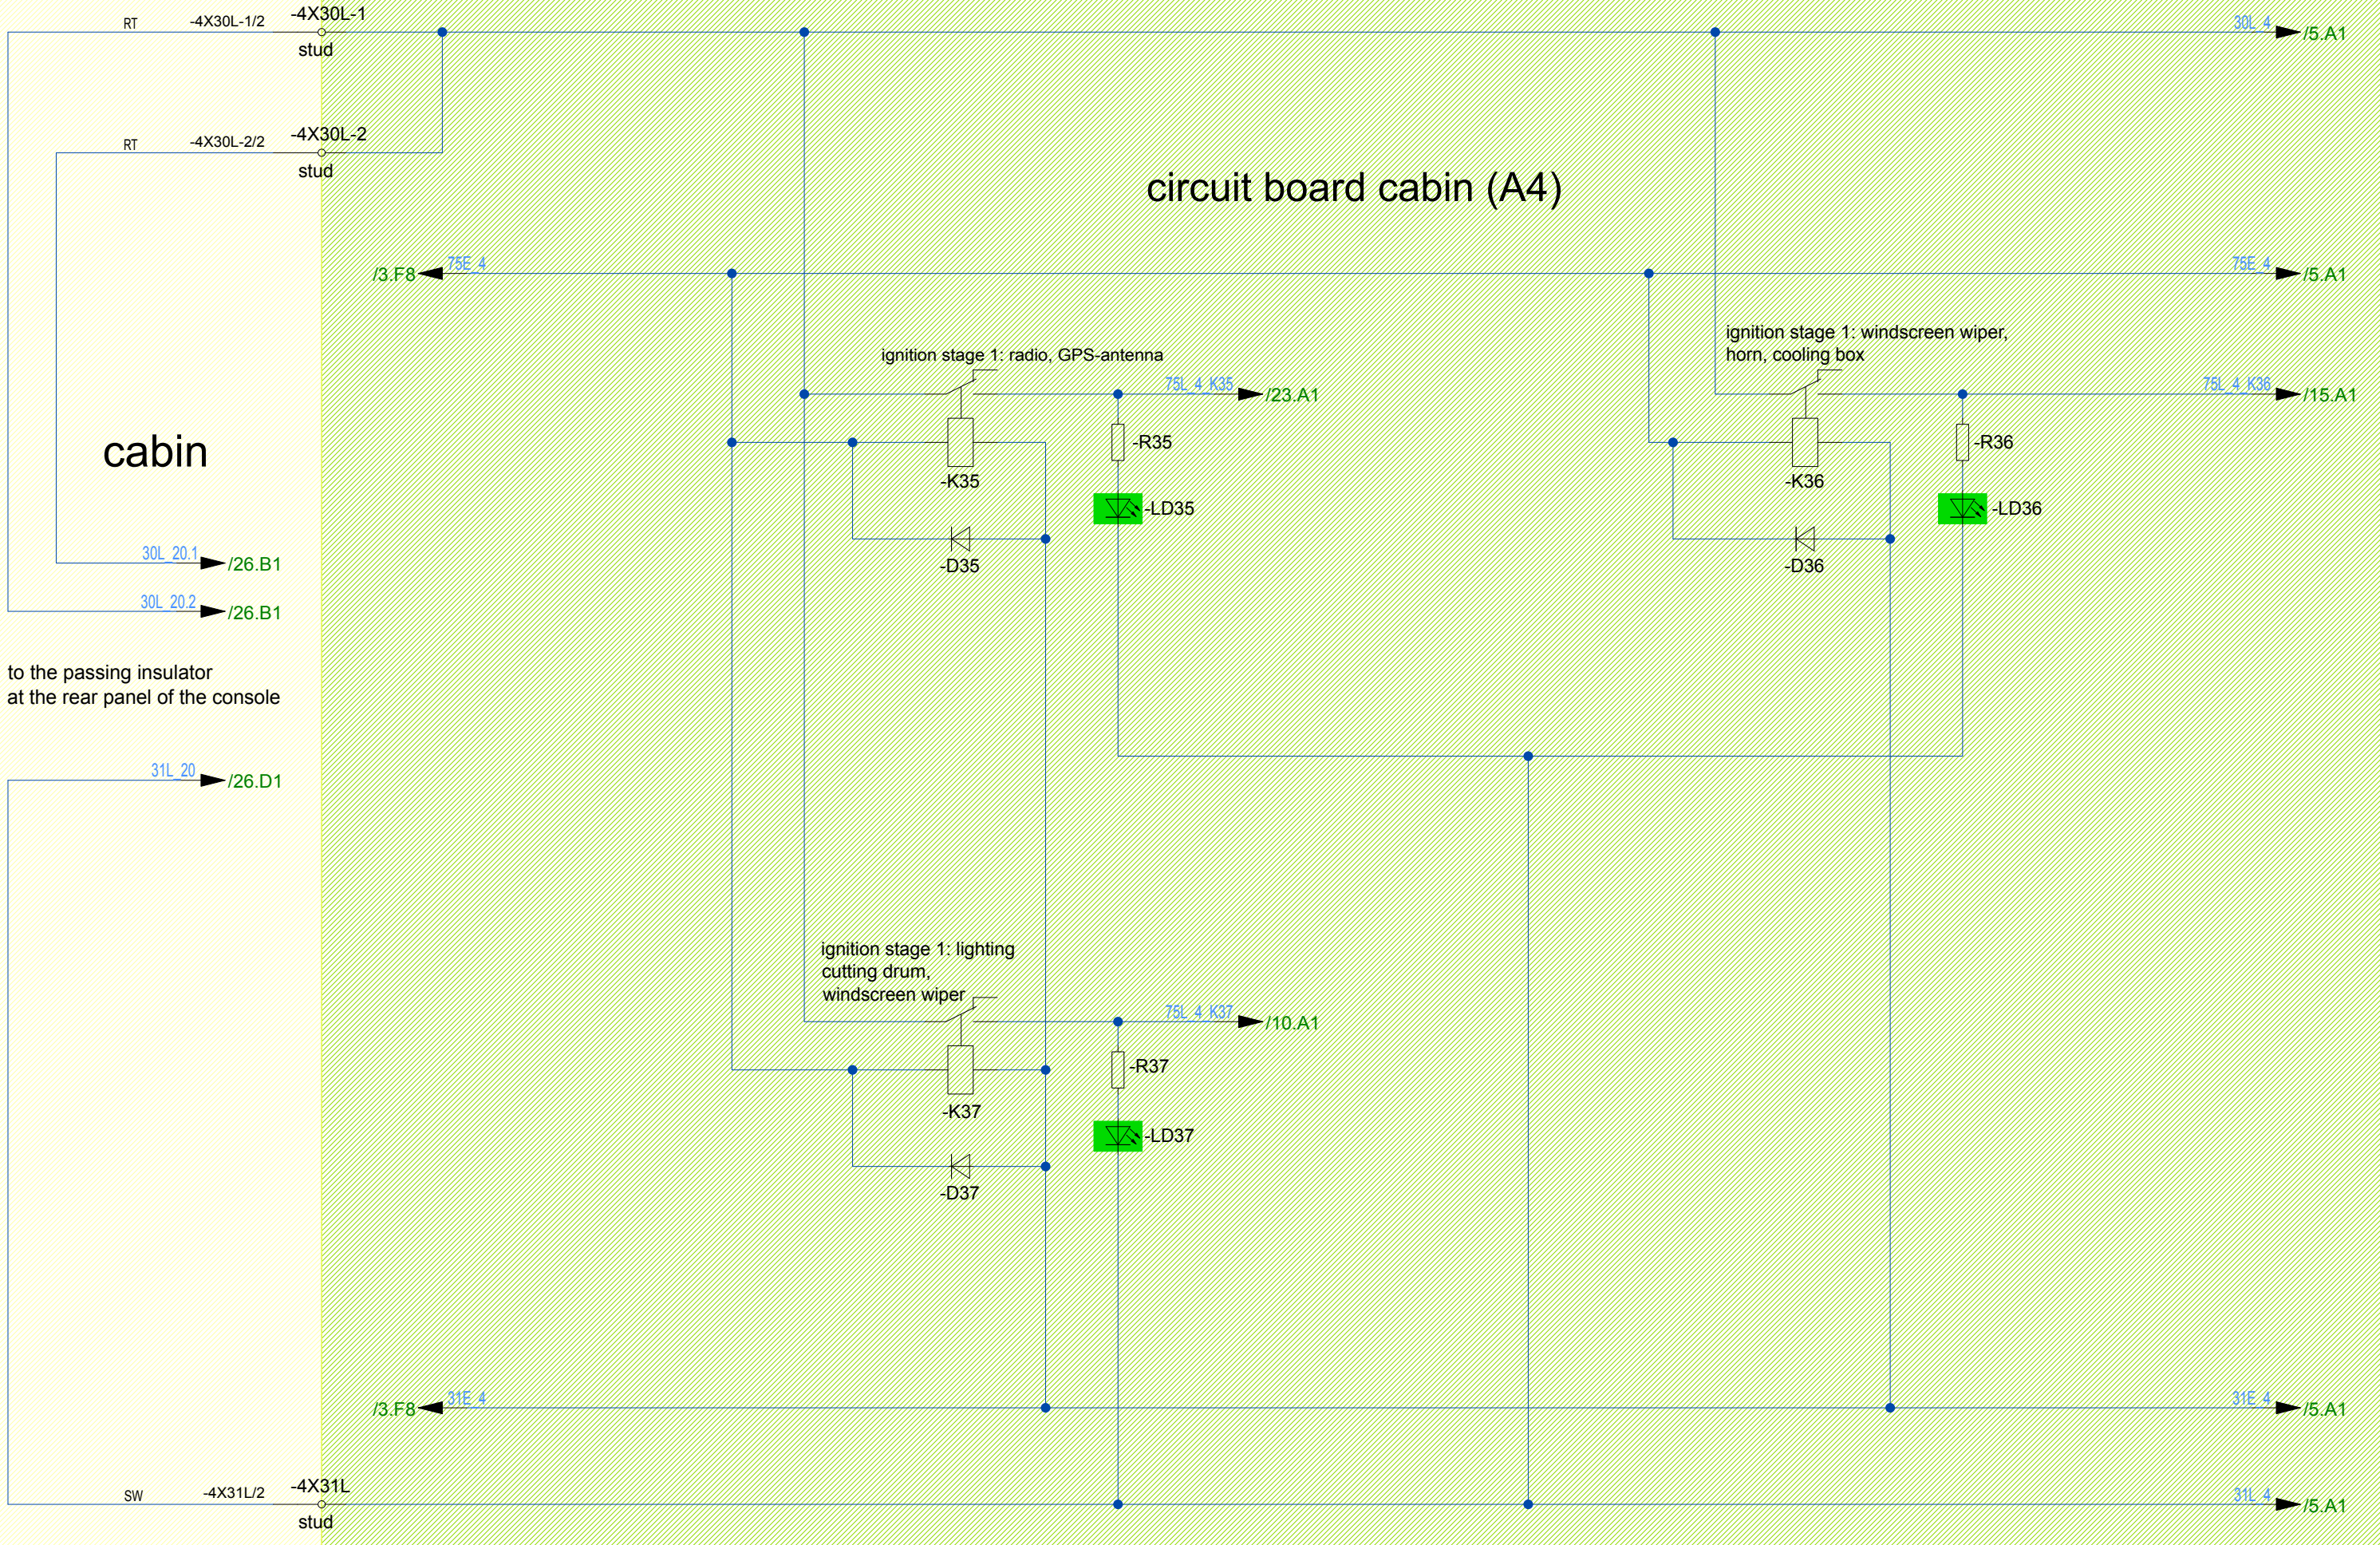 RT
-4X30L-1/2
-4X30L-1
stud
30L_4
/5.A1
RT
-4X30L-2/2
-4X30L-2
stud
circuit board cabin (A4)
/3.F8
75E_4
75E_4
/5.A1
ignition stage 1: radio, GPS-antenna
75L_4_K35
/23.A1
-K35
-R35
-LD35
-D35
ignition stage 1: windscreen wiper,
horn, cooling box
75L_4_K36
/15.A1
-K36
-R36
-LD36
-D36
cabin
30L_20.1
/26.B1
30L_20.2
/26.B1
to the passing insulator
at the rear panel of the console
31L_20
/26.D1
ignition stage 1: lighting
cutting drum,
windscreen wiper
75L_4_K37
/10.A1
-K37
-R37
-LD37
-D37
/3.F8
31E_4
31E_4
/5.A1
SW
-4X31L/2
-4X31L
stud
31L_4
/5.A1